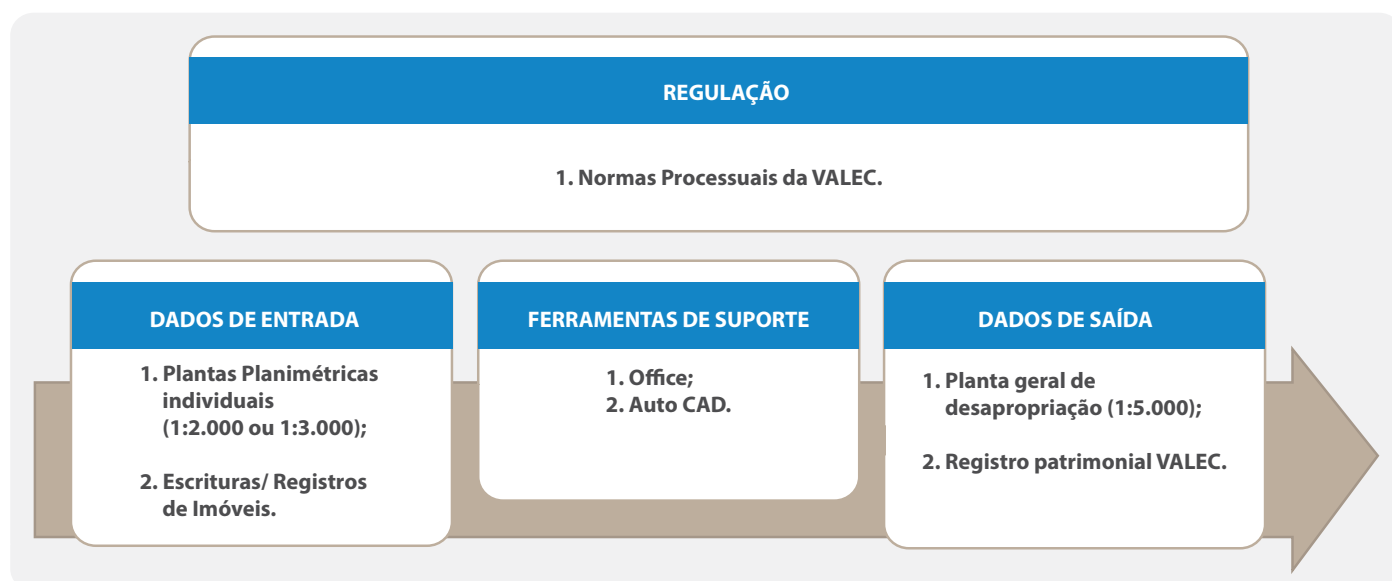 REGULAÇÃO
1. Normas Processuais da VALEC.
DADOS DE ENTRADA
1. Plantas Planimétricas
individuais
(1:2.000 ou 1:3.000);
2. Escrituras/ Registros
de Imóveis.
FERRAMENTAS DE SUPORTE
1. Office;
2. Auto CAD.
DADOS DE SAÍDA
1. Planta geral de
desapropriação (1:5.000);
2. Registro patrimonial VALEC.